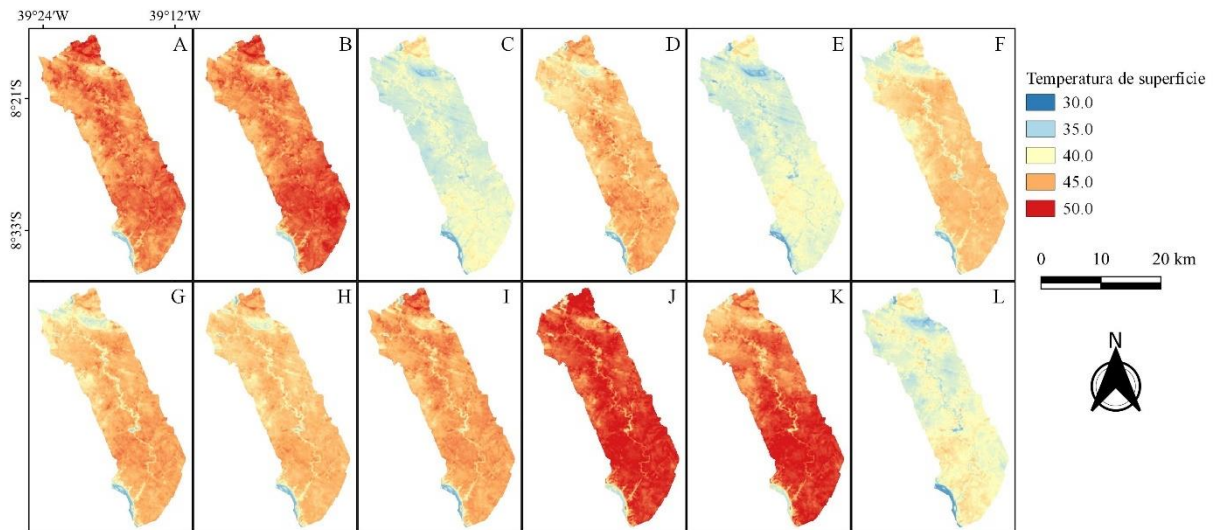 39°24'W 39°12'W
A B C D E F
8°21'S
8°33'S
Temperatura de superfície
30.0
35.0
40.0
45.0
50.0
0 10 20 km
G H I J K L
N